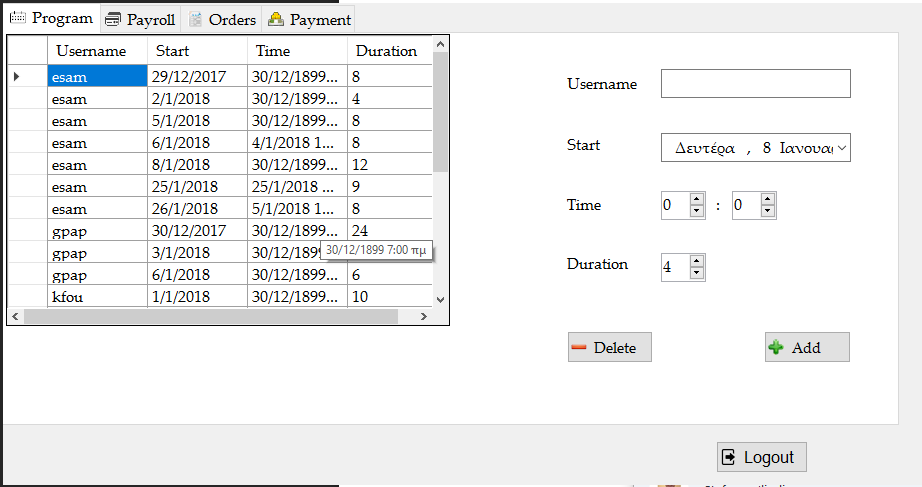 Program Payroll Orders Payment
Username Start Time Duration
esam 29/12/2017 30/12/1899... 8
esam 2/1/2018 30/12/1899... 4
esam 5/1/2018 30/12/1899... 8
esam 6/1/2018 4/1/2018 1... 8
esam 8/1/2018 30/12/1899... 12
esam 25/1/2018 25/1/2018 ... 9
esam 26/1/2018 5/1/2018 1... 8
gpap 30/12/2017 30/12/1899... 24
gpap 3/1/2018 30/12/1899
30/12/1899 7:00 πμ
gpap 6/1/2018 30/12/1899... 6
kfou 1/1/2018 30/12/1899... 10
Username
Start Δευτέρα , 8 Ιανουα
Time 0 : 0
Duration 4
Delete Add
Logout